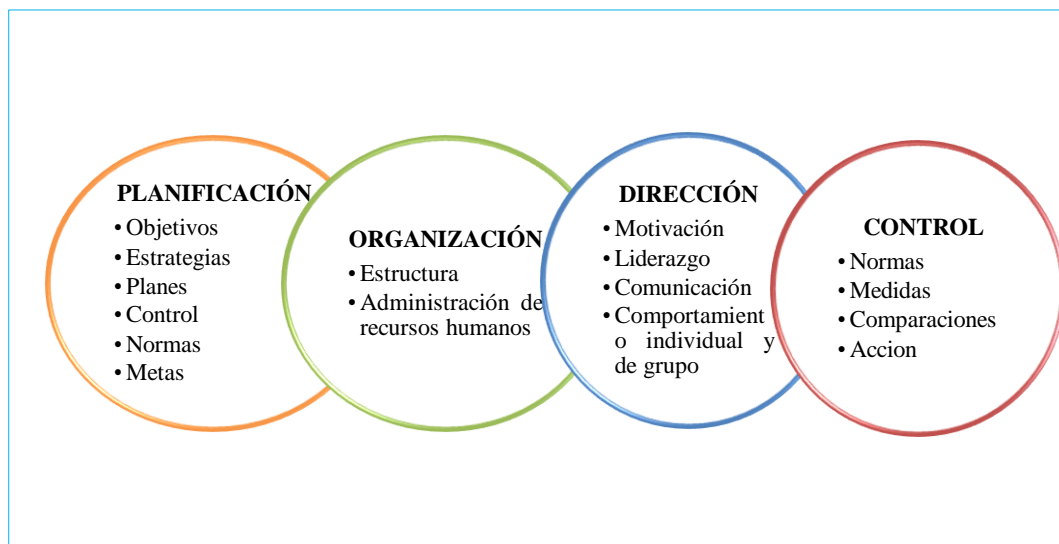 PLANIFICACIÓN
• Objetivos
• Estrategias
• Planes
• Control
• Normas
• Metas
ORGANIZACIÓN
• Estructura
• Administración de
recursos humanos
DIRECCIÓN
• Motivación
• Liderazgo
• Comunicación
• Comportamient
o individual y
de grupo
CONTROL
• Normas
• Medidas
• Comparaciones
• Accion